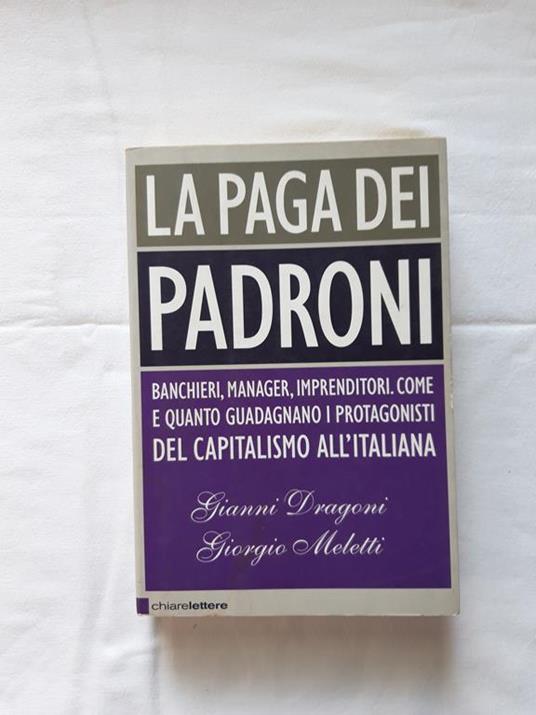 LA PAGA DEI
PADRONI
BANCHIERI, MANAGER, IMPRENDITORI. COME
E QUANTO GUADAGNANO I PROTAGONISTI
DEL CAPITALISMO ALL'ITALIANA
Gianni Dragoni
Giorgio Meletti
chiarelettere